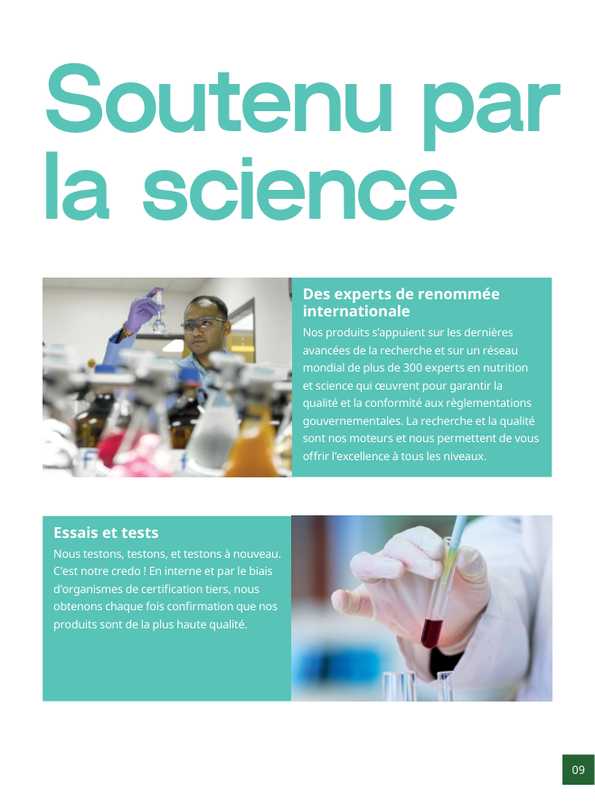 Soutenu par
la science
Des experts de renommée
internationale
Nos produits s'appuient sur les dernières
avancées de la recherche et sur un réseau
mondial de plus de 300 experts en nutrition
et science qui œuvrent pour garantir la
qualité et la conformité aux règlementations
gouvernementales. La recherche et la qualité
sont nos moteurs et nous permettent de vous
offrir l'excellence à tous les niveaux.
Essais et tests
Nous testons, testons, et testons à nouveau.
C'est notre credo ! En interne et par le biais
d'organismes de certification tiers, nous
obtenons chaque fois confirmation que nos
produits sont de la plus haute qualité.
09